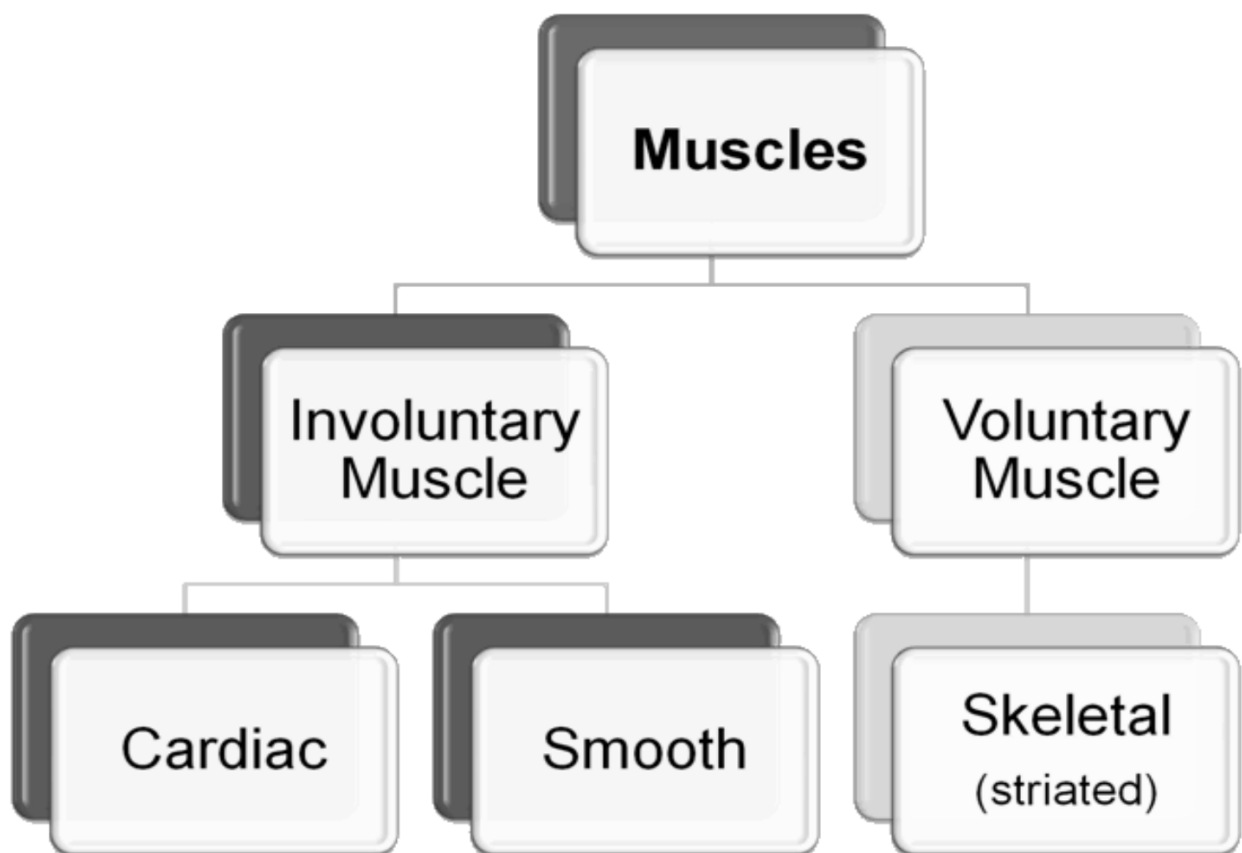 Muscles
Involuntary
Muscle
Voluntary
Muscle
Cardiac
Smooth
Skeletal
(striated)